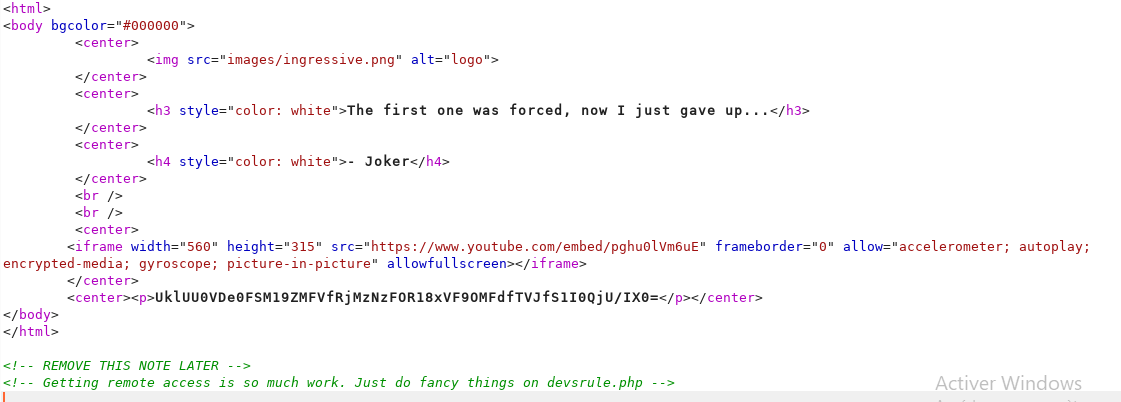 <html>
<body bgcolor="#000000">
<center>
<img src="images/ingressive.png" alt="logo">
</center>
<center>
<h3 style="color: white">The first one was forced, now I just gave up...</h3>
</center>
<center>
<h4 style="color: white">- Joker</h4>
</center>
<br />
<br />
<center>
<iframe width="560" height="315" src="https://www.youtube.com/embed/pghu0lVm6uE" frameborder="0" allow="accelerometer; autoplay;
encrypted-media; gyroscope; picture-in-picture" allowfullscreen></iframe>
</center>
<center><p>UklUU0VDe0FSM19ZMFVfRjMzNzFOR18xVF9OMFdfTVJfS1I0QjU/IX0=</p></center>
</body>
</html>
<!-- REMOVE THIS NOTE LATER -->
<!-- Getting remote access is so much work. Just do fancy things on devsrule.php -->
Activer Windows